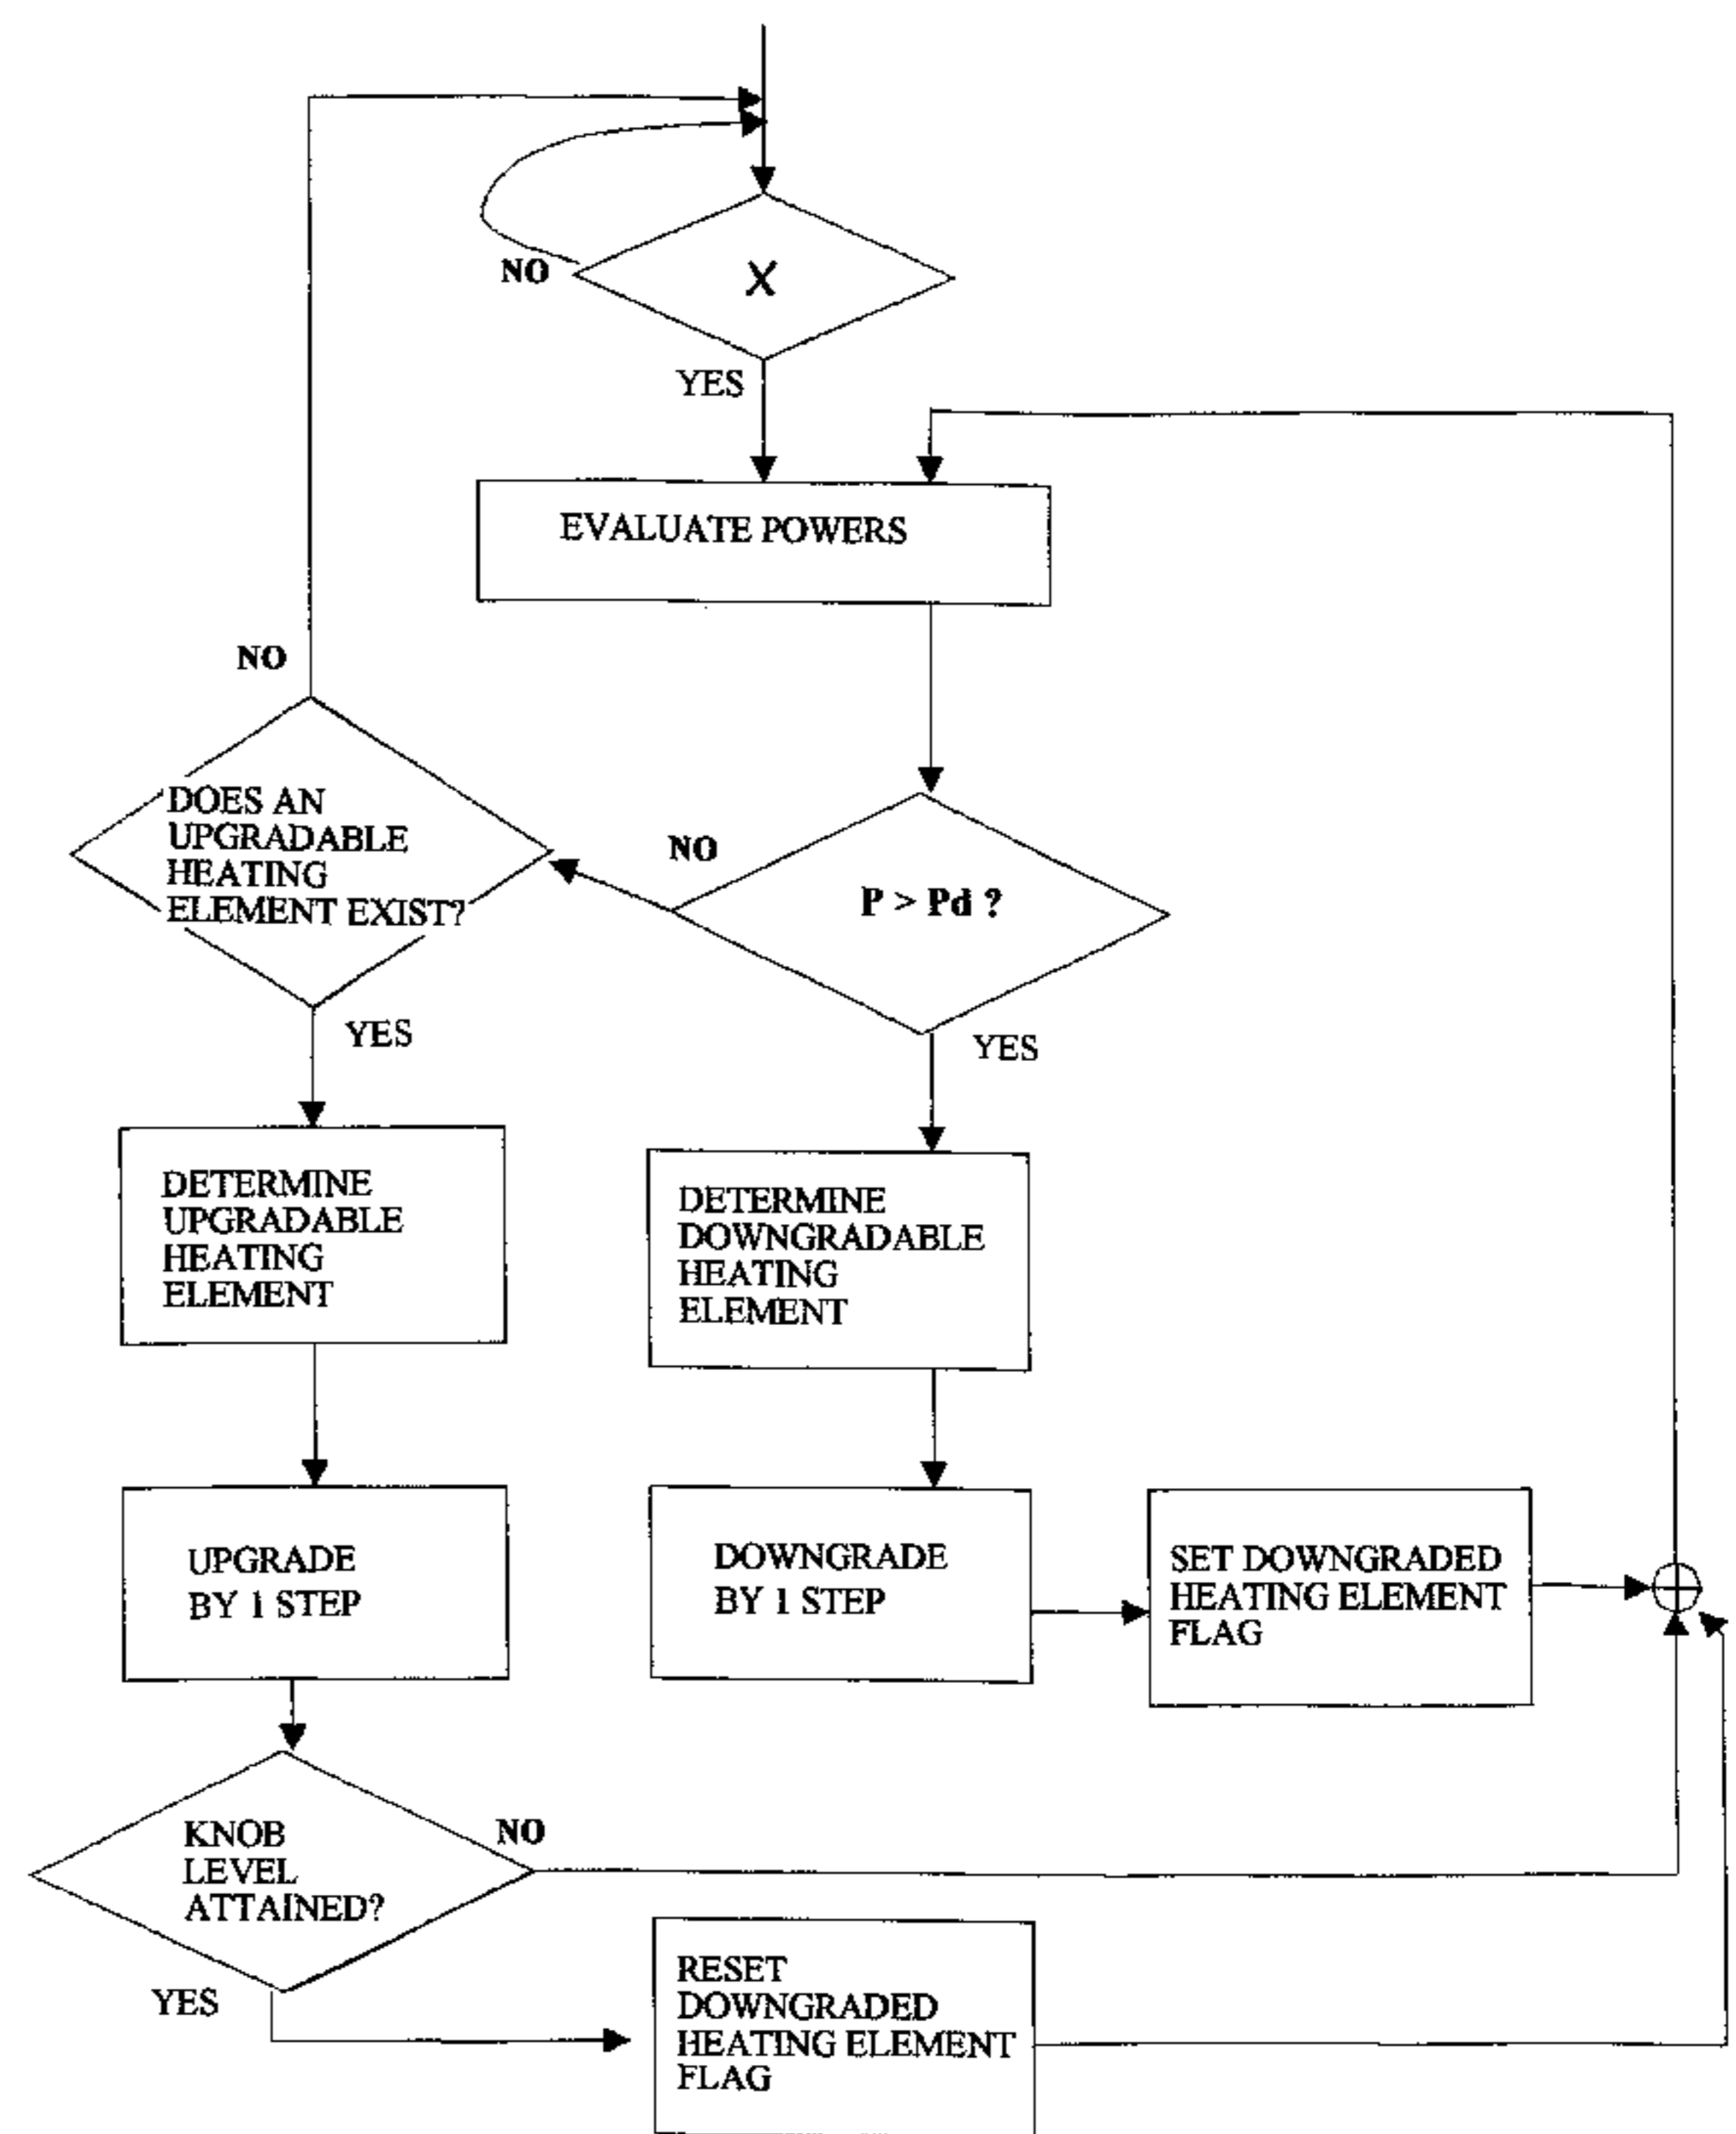 NO
X
YES
EVALUATE POWERS
NO
DOES AN
UPGRADABLE
HEATING
ELEMENT EXIST?
NO
P > Pd ?
YES
YES
DETERMINE
UPGRADABLE
HEATING
ELEMENT
DETERMINE
DOWNGRADABLE
HEATING
ELEMENT
UPGRADE
BY 1 STEP
DOWNGRADE
BY 1 STEP
SET DOWNGRADED
HEATING ELEMENT
FLAG
KNOB
LEVEL
ATTAINED?
NO
YES
RESET
DOWNGRADED
HEATING ELEMENT
FLAG